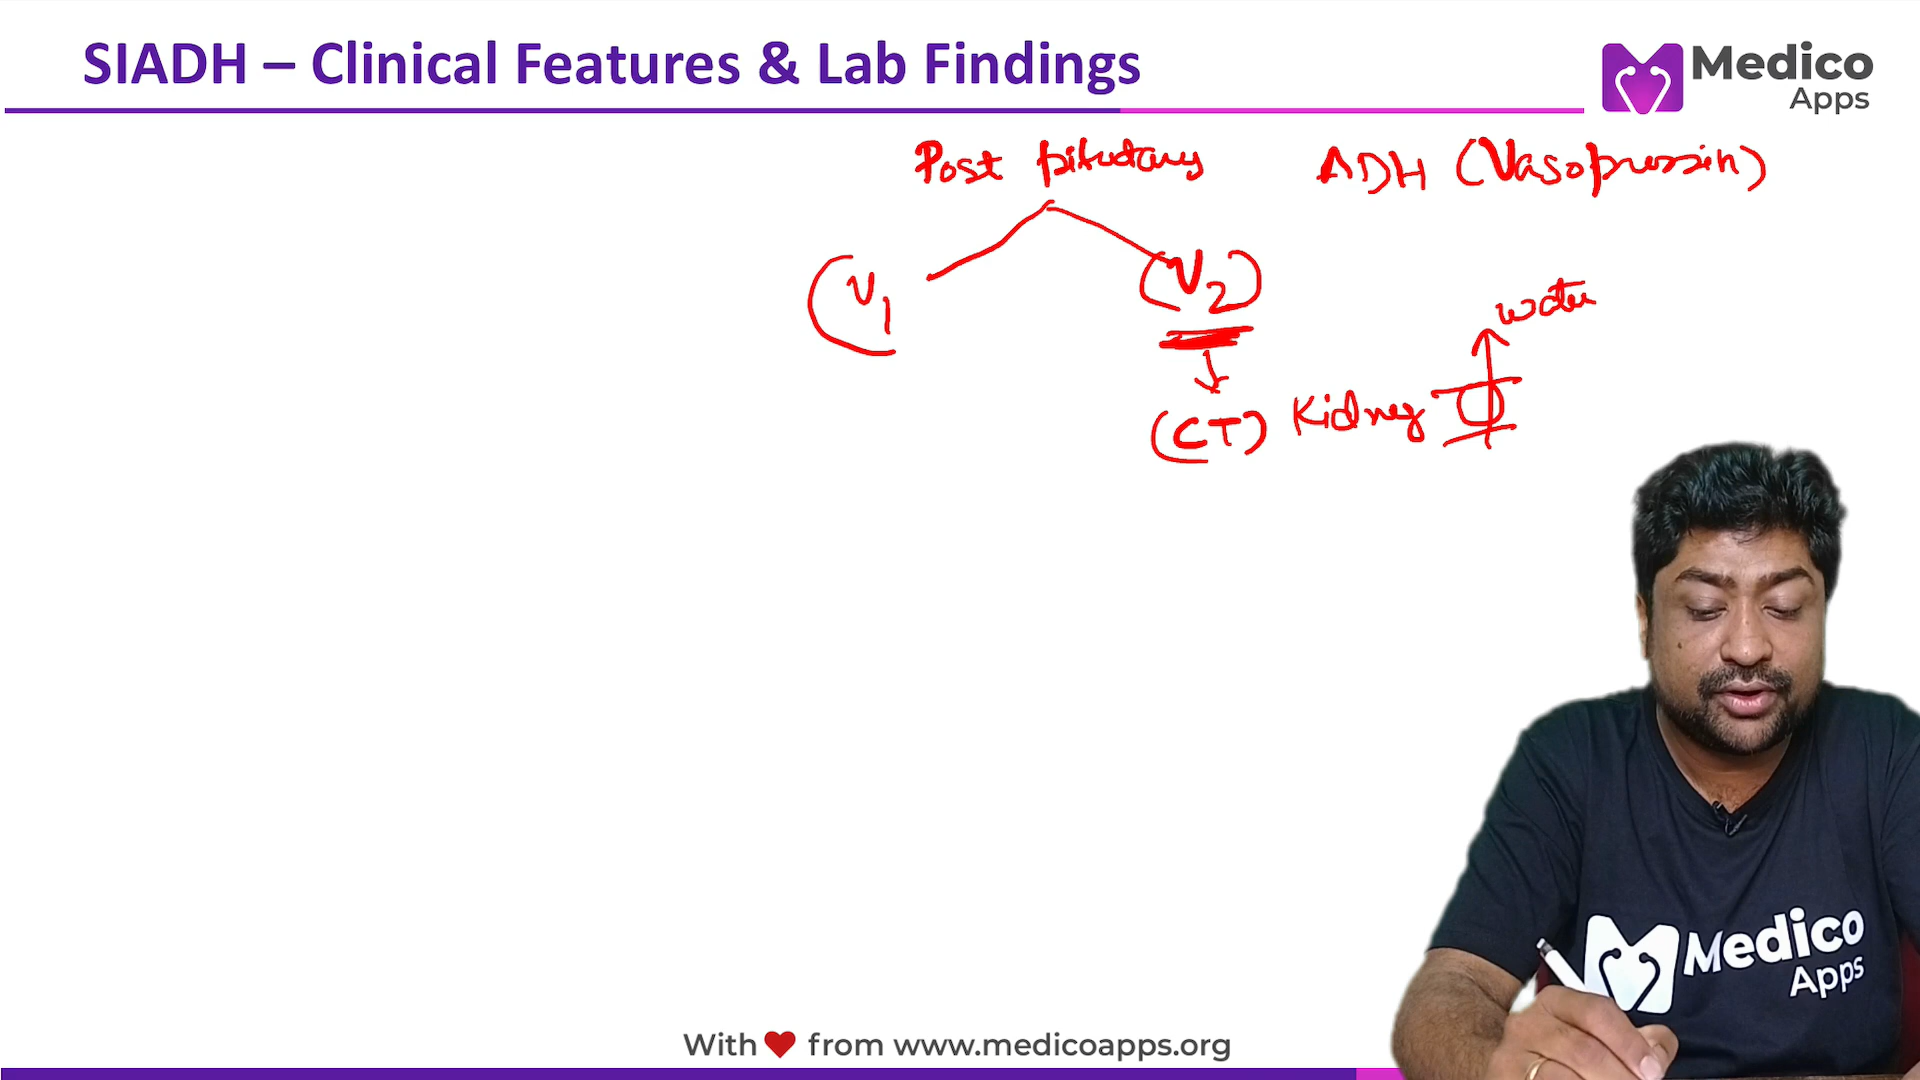 SIADH – Clinical Features & Lab Findings
Medico
Apps
Post pitutary ADH (Vasopressin)
(V1 (V2)
water
(CT) Kidney
Medico
Apps
With ❤ from www.medicoapps.org